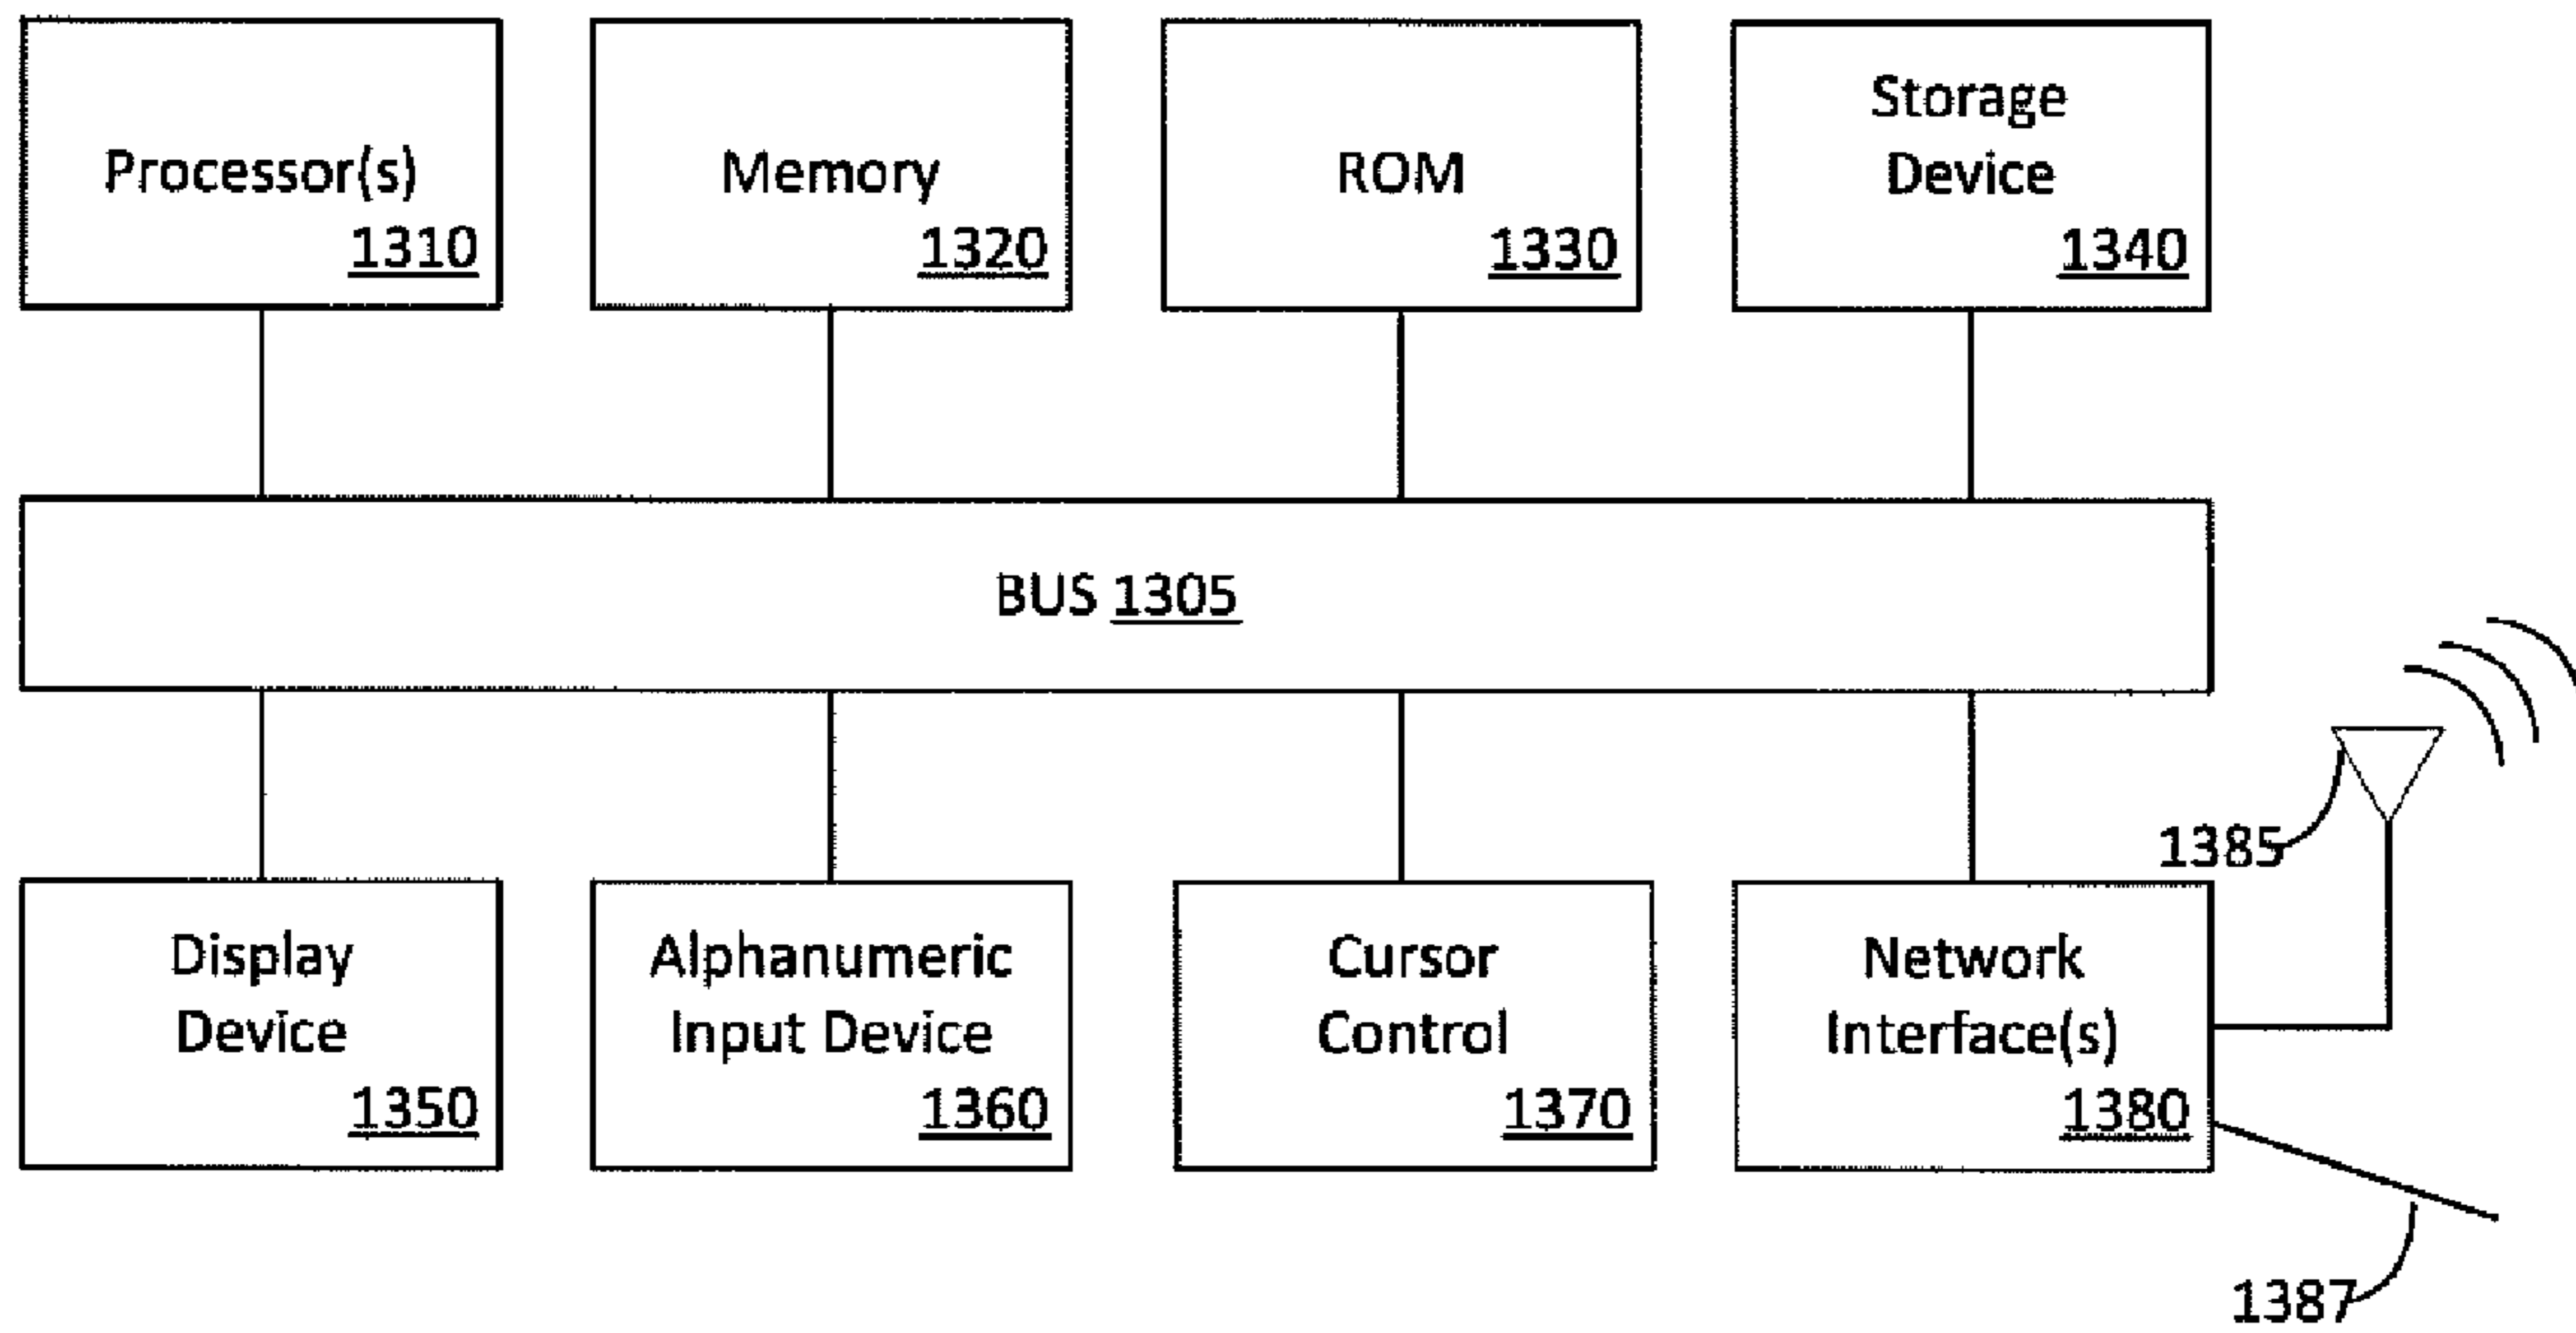 Processor(s)
1310
Memory
1320
ROM
1330
Storage
Device
1340
BUS 1305
1385
Display
Device
1350
Alphanumeric
Input Device
1360
Cursor
Control
1370
Network
Interface(s)
1380
1387